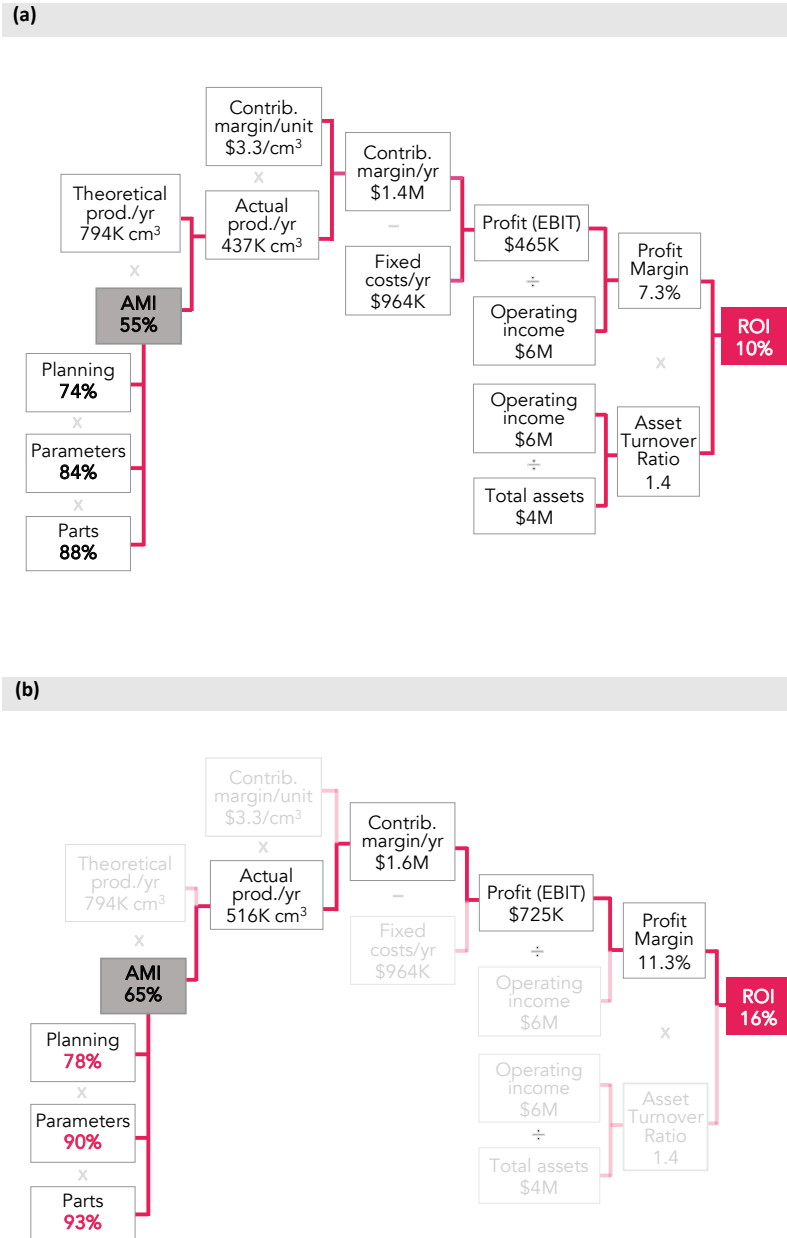 (a)
Contrib.
margin/unit
$3.3/cm³
x
Theoretical
prod./yr
794K cm³
x
AMI
55%
Planning
74%
x
Parameters
84%
x
Parts
88%
Actual
prod./yr
437K cm³
Contrib.
margin/yr
$1.4M
–
Fixed
costs/yr
$964K
Profit (EBIT)
$465K
÷
Operating
income
$6M
Operating
income
$6M
÷
Total assets
$4M
Profit
Margin
7.3%
x
Asset
Turnover
Ratio
1.4
ROI
10%
(b)
Contrib.
margin/unit
$3.3/cm³
x
Theoretical
prod./yr
794K cm³
x
AMI
65%
Planning
78%
x
Parameters
90%
x
Parts
93%
Actual
prod./yr
516K cm³
Contrib.
margin/yr
$1.6M
–
Fixed
costs/yr
$964K
Profit (EBIT)
$725K
÷
Operating
income
$6M
Operating
income
$6M
÷
Total assets
$4M
Profit
Margin
11.3%
x
Asset
Turnover
Ratio
1.4
ROI
16%